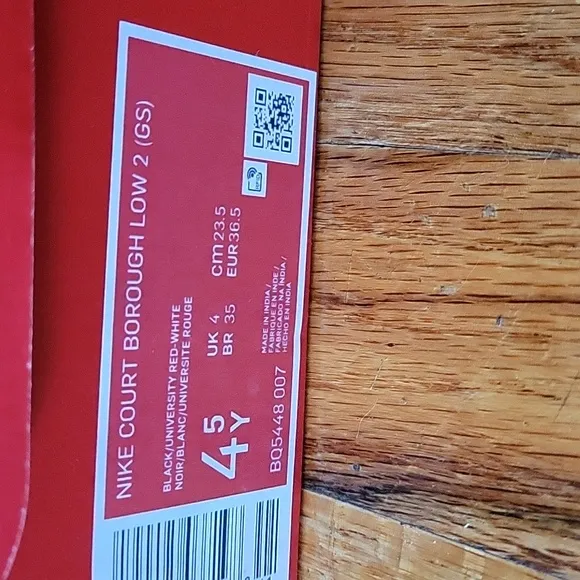 NIKE COURT BOROUGH LOW 2 (GS)
BLACK/UNIVERSITY RED-WHITE
NOIR/BLANC/UNIVERSITE ROUGE
4 5 Y
UK 4
BR 35
cm 23.5
EUR 36.5
BQ5448 007
MADE IN INDIA /
FABRIQUE EN INDE /
FABRICADO NA INDIA /
HECHO EN INDIA